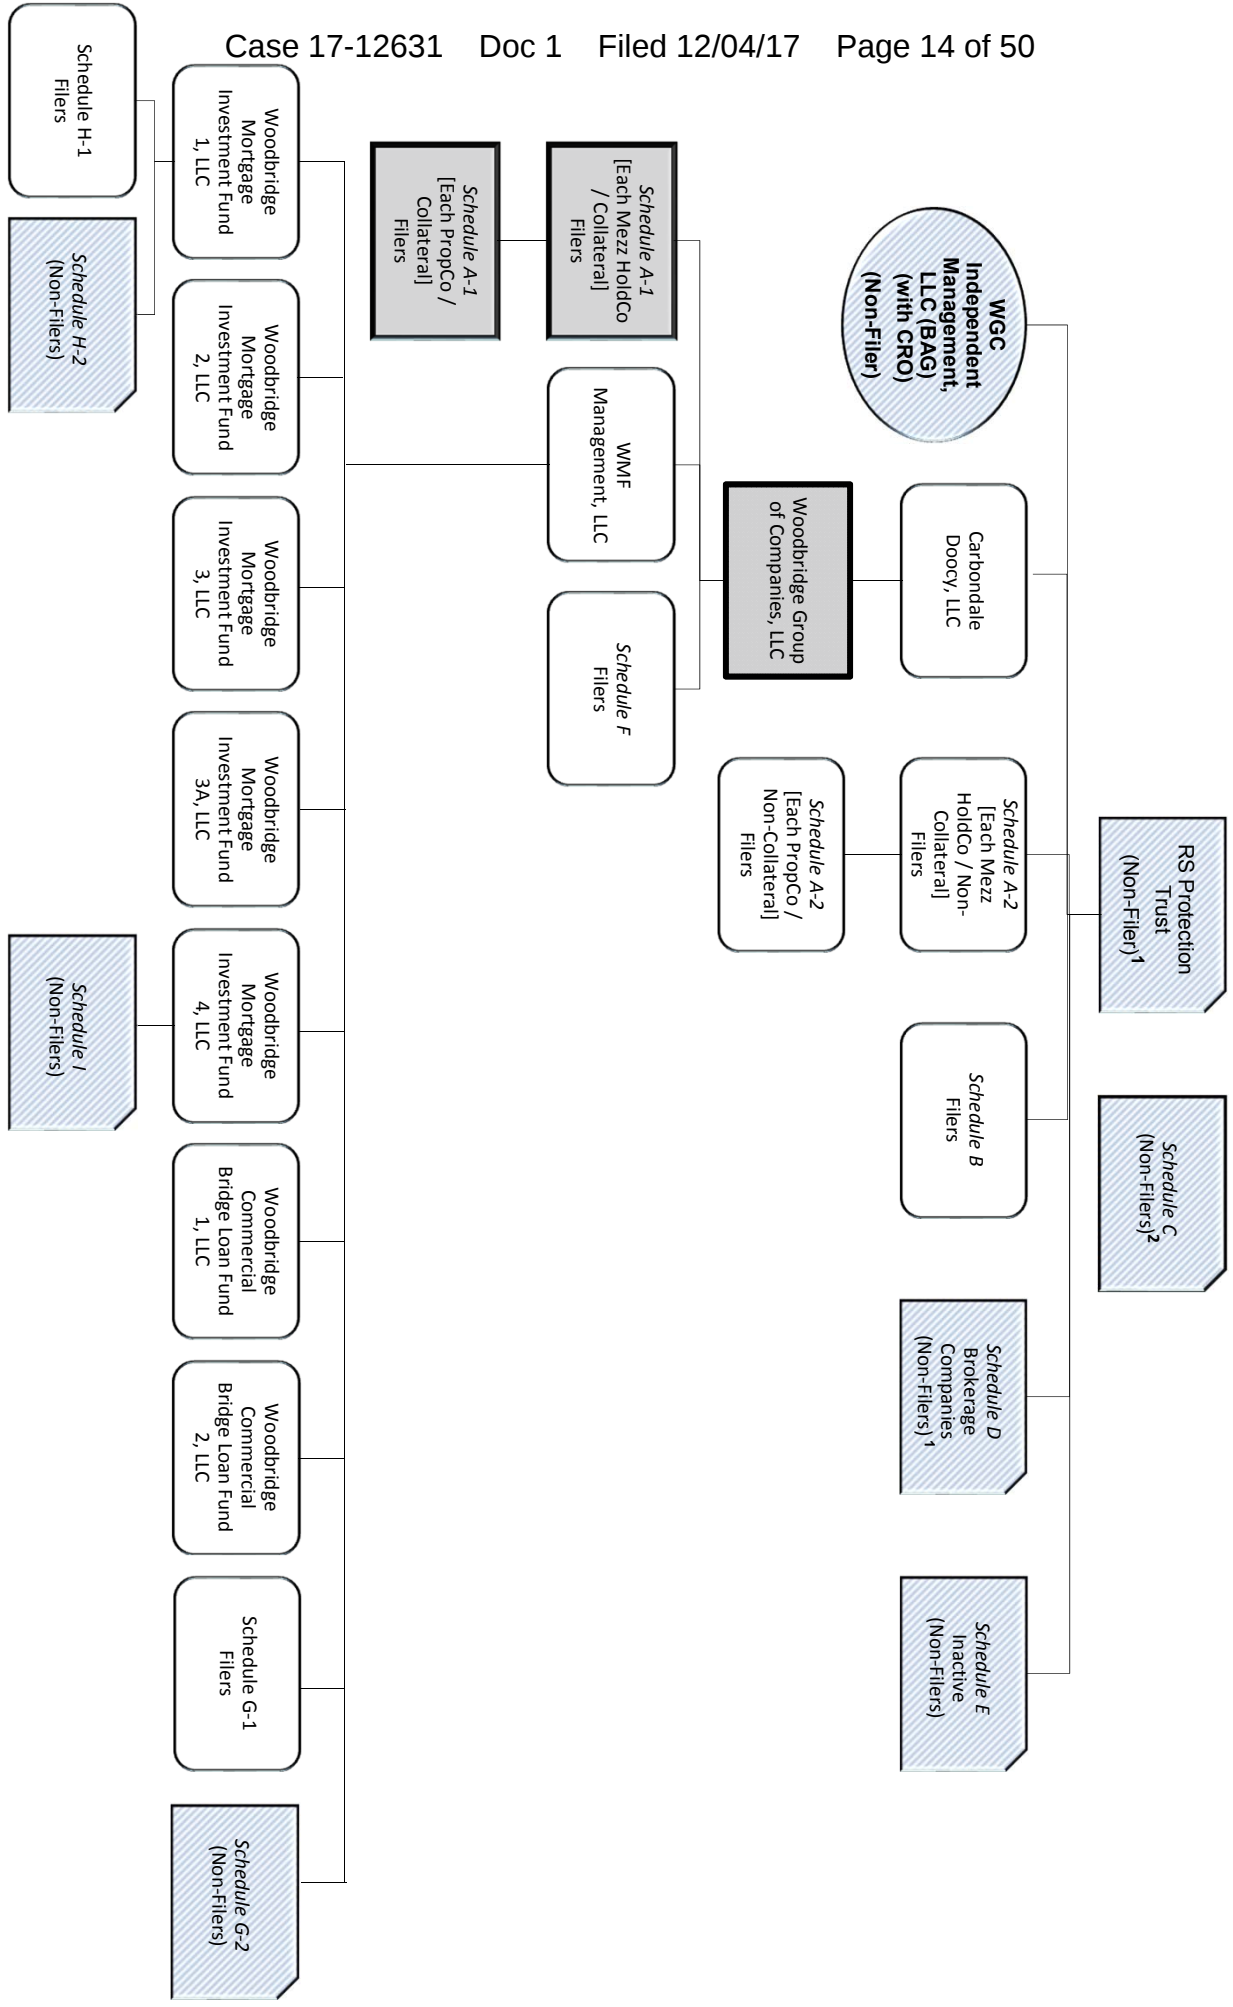 Case 17-12631 Doc 1 Filed 12/04/17 Page 14 of 50
RS Protection
Trust
(Non-Filer)1
Schedule C
(Non-Filers)2
WGC
Independent
Management,
LLC (BAG)
(with CRO)
(Non-Filer)
Carbondale
Doocy, LLC
Schedule A-2
[Each Mezz
HoldCo / Non-
Collateral]
Filers
Schedule B
Filers
Schedule D
Brokerage
Companies
(Non-Filers) 1
Schedule E
Inactive
(Non-Filers)
Woodbridge Group
of Companies, LLC
Schedule A-2
[Each PropCo /
Non-Collateral]
Filers
Schedule A-1
[Each Mezz HoldCo
/ Collateral]
Filers
WMF
Management, LLC
Schedule F
Filers
Schedule A-1
[Each PropCo /
Collateral]
Filers
Woodbridge
Mortgage
Investment Fund
1, LLC
Woodbridge
Mortgage
Investment Fund
2, LLC
Woodbridge
Mortgage
Investment Fund
3, LLC
Woodbridge
Mortgage
Investment Fund
3A, LLC
Woodbridge
Mortgage
Investment Fund
4, LLC
Woodbridge
Commercial
Bridge Loan Fund
1, LLC
Woodbridge
Commercial
Bridge Loan Fund
2, LLC
Schedule G-1
Filers
Schedule G-2
(Non-Filers)
Schedule H-1
Filers
Schedule H-2
(Non-Filers)
Schedule I
(Non-Filers)